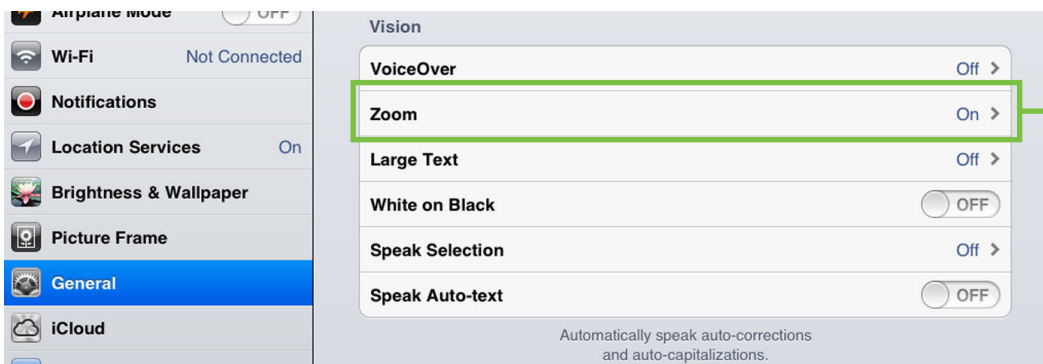 Airplane Mode OFF
Wi-Fi Not Connected
Notifications
Location Services On
Brightness & Wallpaper
Picture Frame
General
iCloud
Vision
VoiceOver Off
Zoom On
Large Text Off
White on Black OFF
Speak Selection Off
Speak Auto-text OFF
Automatically speak auto-corrections
and auto-capitalizations.